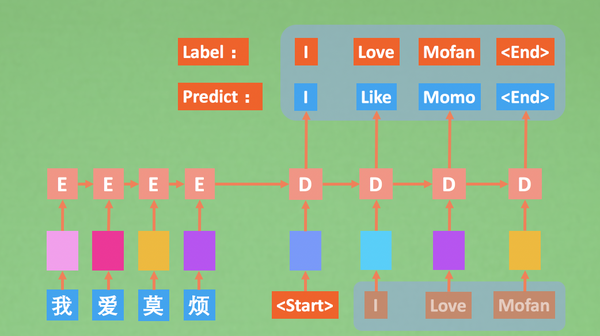 Label： I Love Mofan <End>
Predict： I Like Momo <End>
E E E E D D D D
我 爱 莫 烦 <Start> I Love Mofan